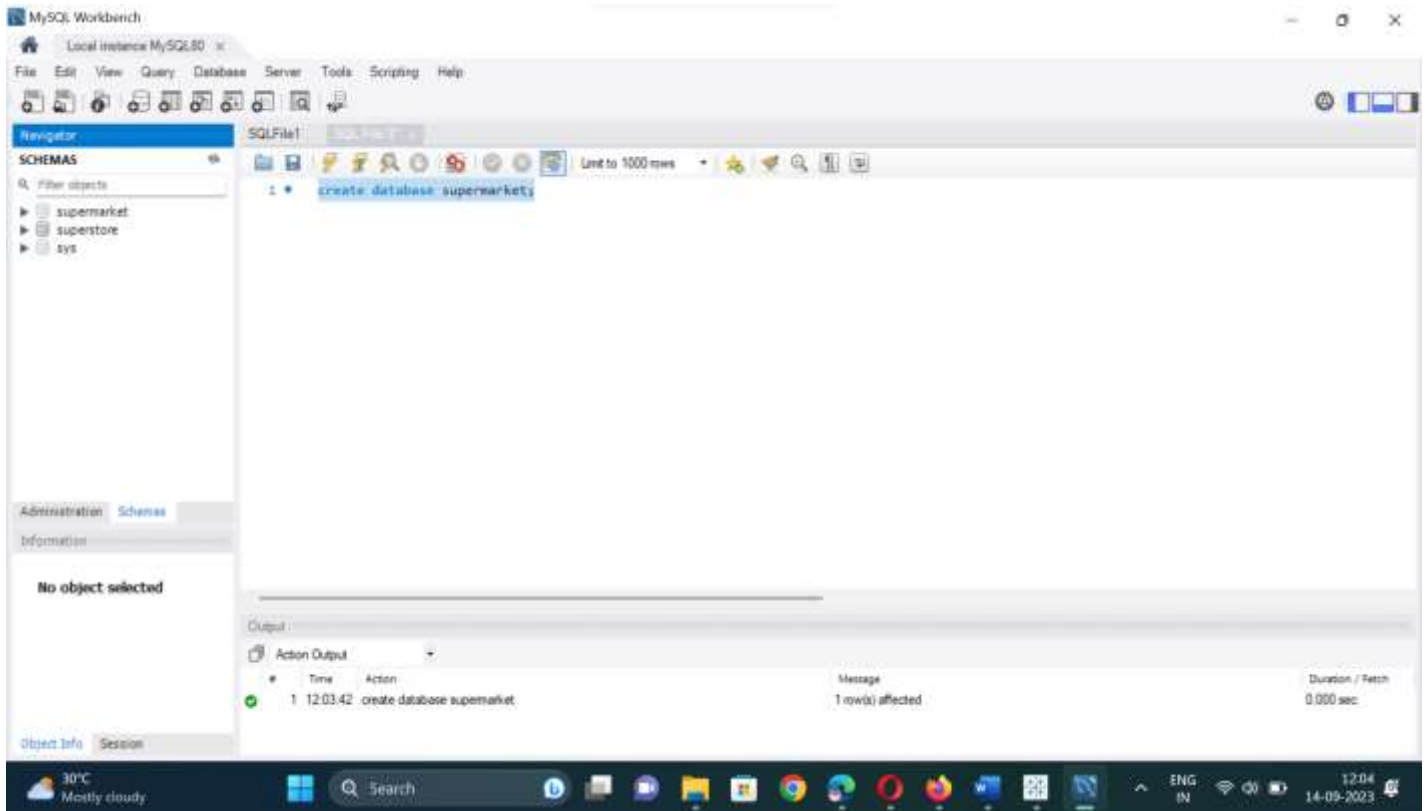 MySQL Workbench
Local instance MySQL80 ×
File Edit View Query Database Server Tools Scripting Help
Navigator
SCHEMAS
Filter objects
supermarket
superstore
sys
Administration Schemas
Information
No object selected
Object Info Session
SQLFile1
Limit to 1000 rows
1 create database supermarket;
Output
Action Output
# Time Action Message Duration / Fetch
1 12:03:42 create database supermarket 1 row(s) affected 0.000 sec
30°C
Mostly cloudy
Search
ENG
IN
12:04
14-09-2023